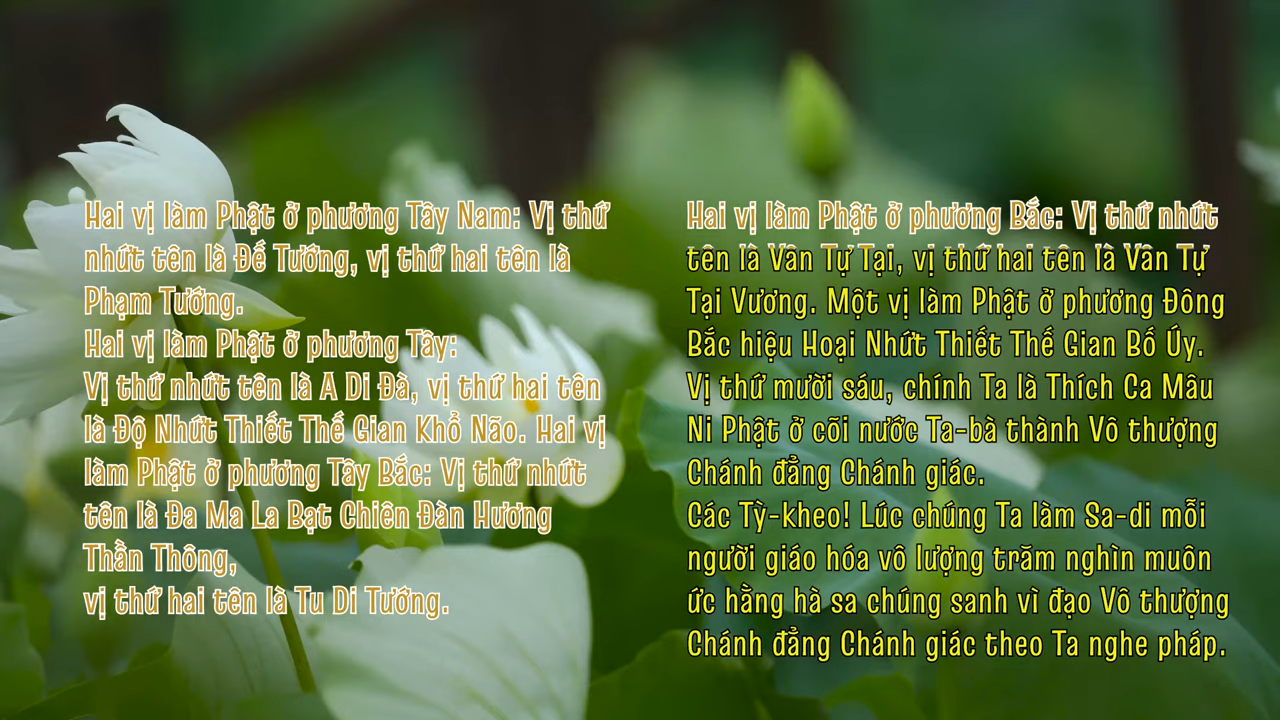 Hai vị làm Phật ở phương Tây Nam: Vị thứ
nhứt tên là Đế Tướng, vị thứ hai tên là
Phạm Tướng.
Hai vị làm Phật ở phương Tây:
Vị thứ nhứt tên là A Di Đà, vị thứ hai tên
là Độ Nhứt Thiết Thế Gian Khổ Não. Hai vị
làm Phật ở phương Tây Bắc: Vị thứ nhứt
tên là Đa Ma La Bạt Chiên Đàn Hương
Thần Thông,
vị thứ hai tên là Tu Di Tướng.
Hai vị làm Phật ở phương Bắc: Vị thứ nhứt
tên là Vân Tự Tại, vị thứ hai tên là Vân Tự
Tại Vương. Một vị làm Phật ở phương Đông
Bắc hiệu Hoại Nhứt Thiết Thế Gian Bố Úy.
Vị thứ mười sáu, chính Ta là Thích Ca Mâu
Ni Phật ở cõi nước Ta-bà thành Vô thượng
Chánh đẳng Chánh giác.
Các Tỳ-kheo! Lúc chúng Ta làm Sa-di mỗi
người giáo hóa vô lượng trăm nghìn muôn
ức hằng hà sa chúng sanh vì đạo Vô thượng
Chánh đẳng Chánh giác theo Ta nghe pháp.